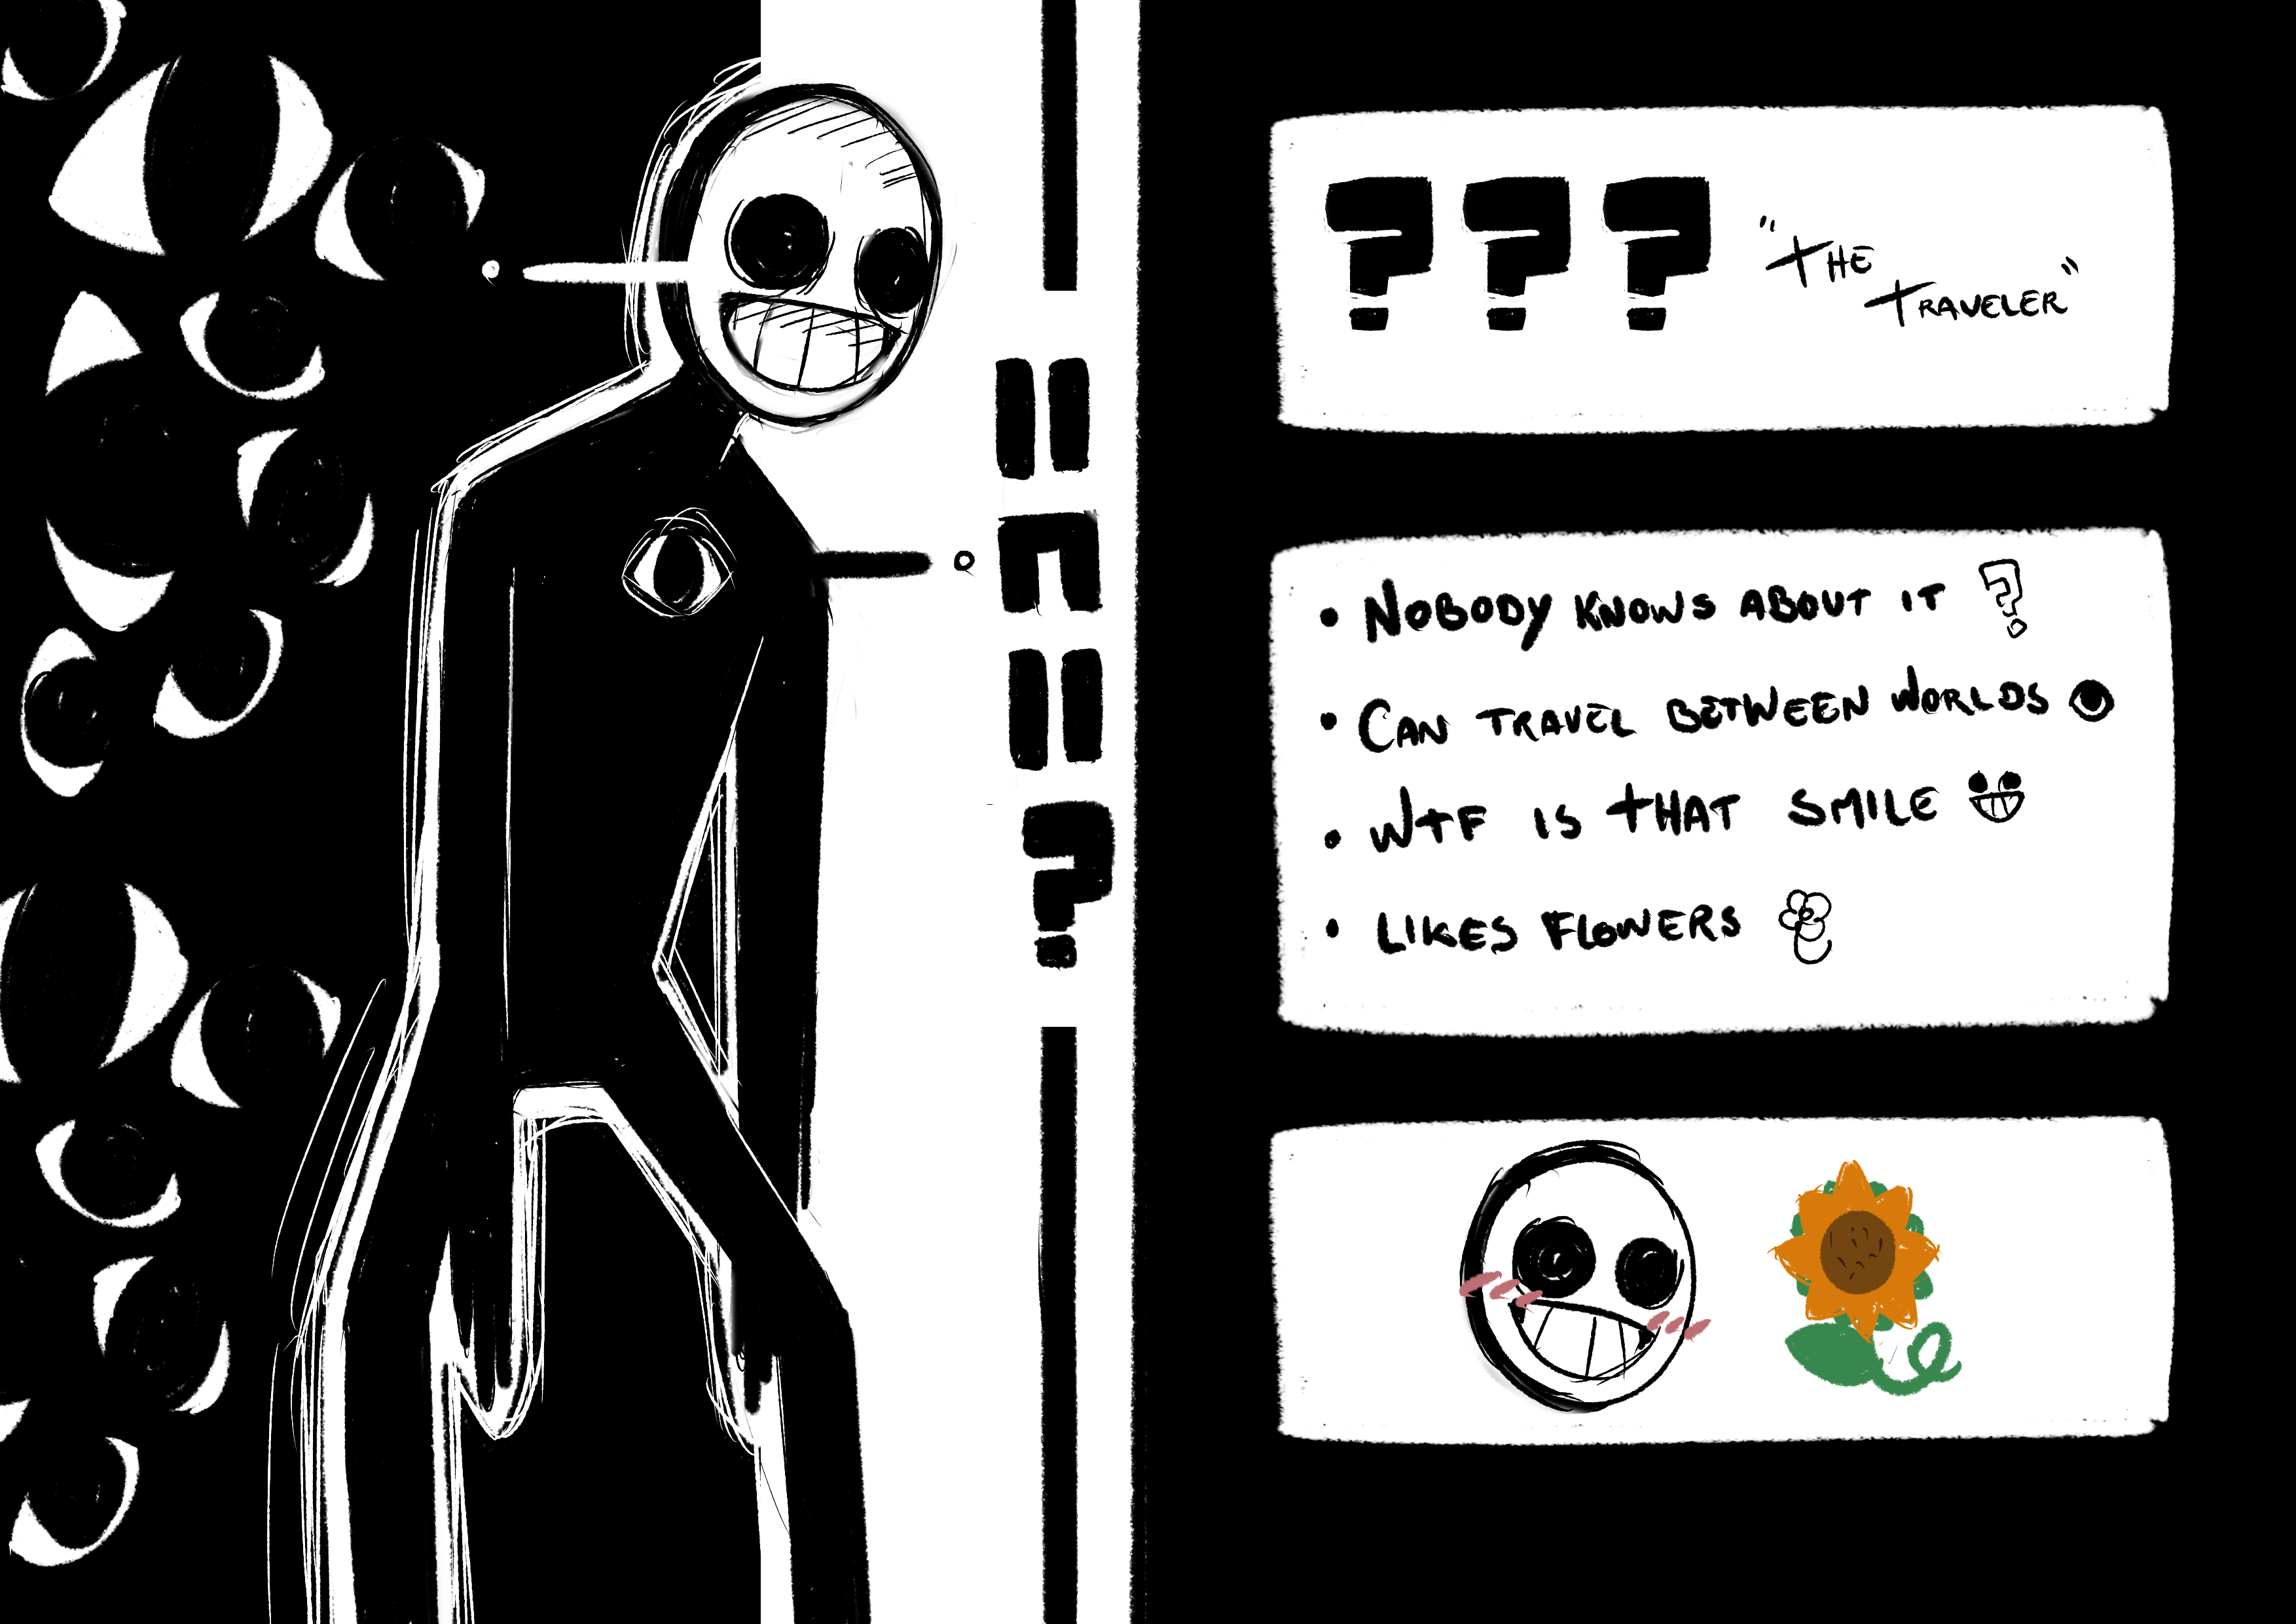 ?
??? "THE
TRAVELER"
• NOBODY KNOWS ABOUT IT ?
• CAN TRAVEL BETWEEN WORLDS
• WTF IS THAT SMILE
• LIKES FLOWERS